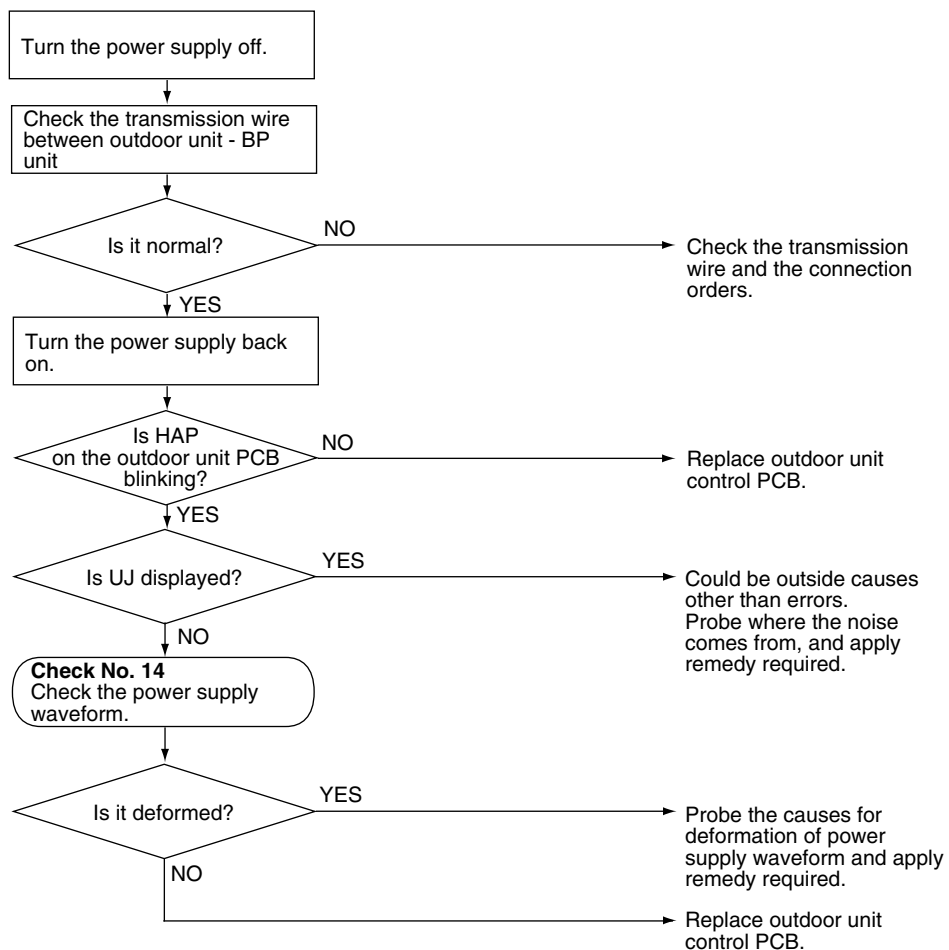 Turn the power supply off.
Check the transmission wire
between outdoor unit - BP
unit
Is it normal?
NO
Check the transmission
wire and the connection
orders.
YES
Turn the power supply back
on.
Is HAP
on the outdoor unit PCB
blinking?
NO
Replace outdoor unit
control PCB.
YES
Is UJ displayed?
YES
Could be outside causes
other than errors.
Probe where the noise
comes from, and apply
remedy required.
NO
Check No. 14
Check the power supply
waveform.
Is it deformed?
YES
Probe the causes for
deformation of power
supply waveform and apply
remedy required.
NO
Replace outdoor unit
control PCB.